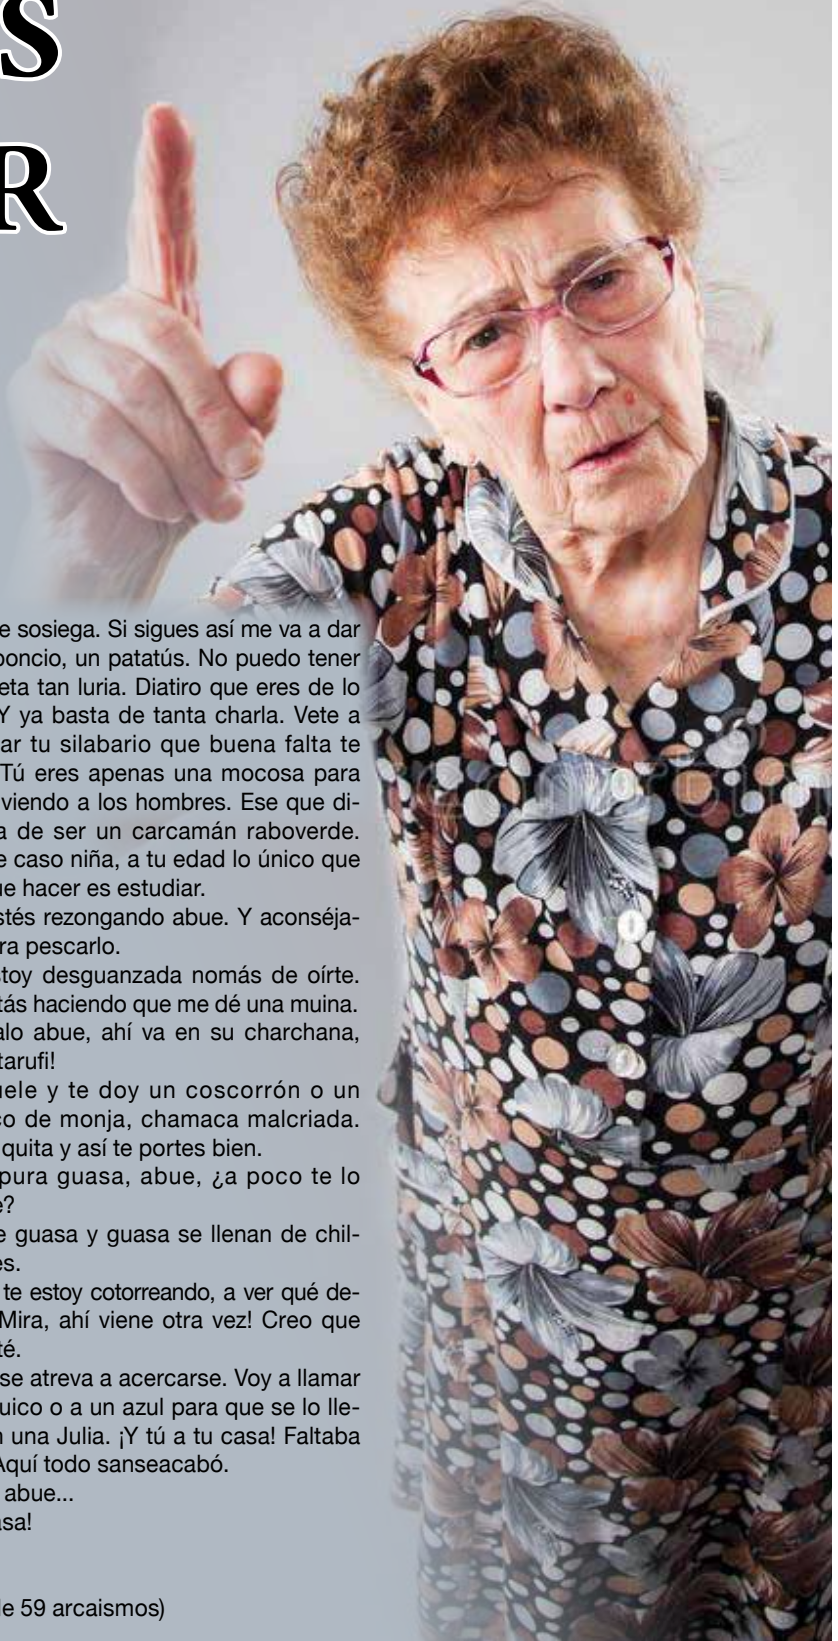 S
R
e sosiega. Si sigues así me va a dar
poncio, un patatús. No puedo tener
eta tan luria. Diatiro que eres de lo
Y ya basta de tanta charla. Vete a
ar tu silabario que buena falta te
Tú eres apenas una mocosa para
viendo a los hombres. Ese que di-
a de ser un carcamán raboverde.
e caso niña, a tu edad lo único que
ue hacer es estudiar.
stés rezongando abue. Y aconséja-
ra pescarlo.
stoy desguanzada nomás de oírte.
tás haciendo que me dé una muina.
alo abue, ahí va en su charchana,
tarufi!
uele y te doy un coscorrón o un
co de monja, chamaca malcriada.
quita y así te portes bien.
pura guasa, abue, ¿a poco te lo
e?
e guasa y guasa se llenan de chil-
es.
te estoy cotorreando, a ver qué de-
Mira, ahí viene otra vez! Creo que
té.
se atreva a acercarse. Voy a llamar
uico o a un azul para que se lo lle-
n una Julia. ¡Y tú a tu casa! Faltaba
Aquí todo sanseacabó.
abue...
asa!
de 59 arcaismos)